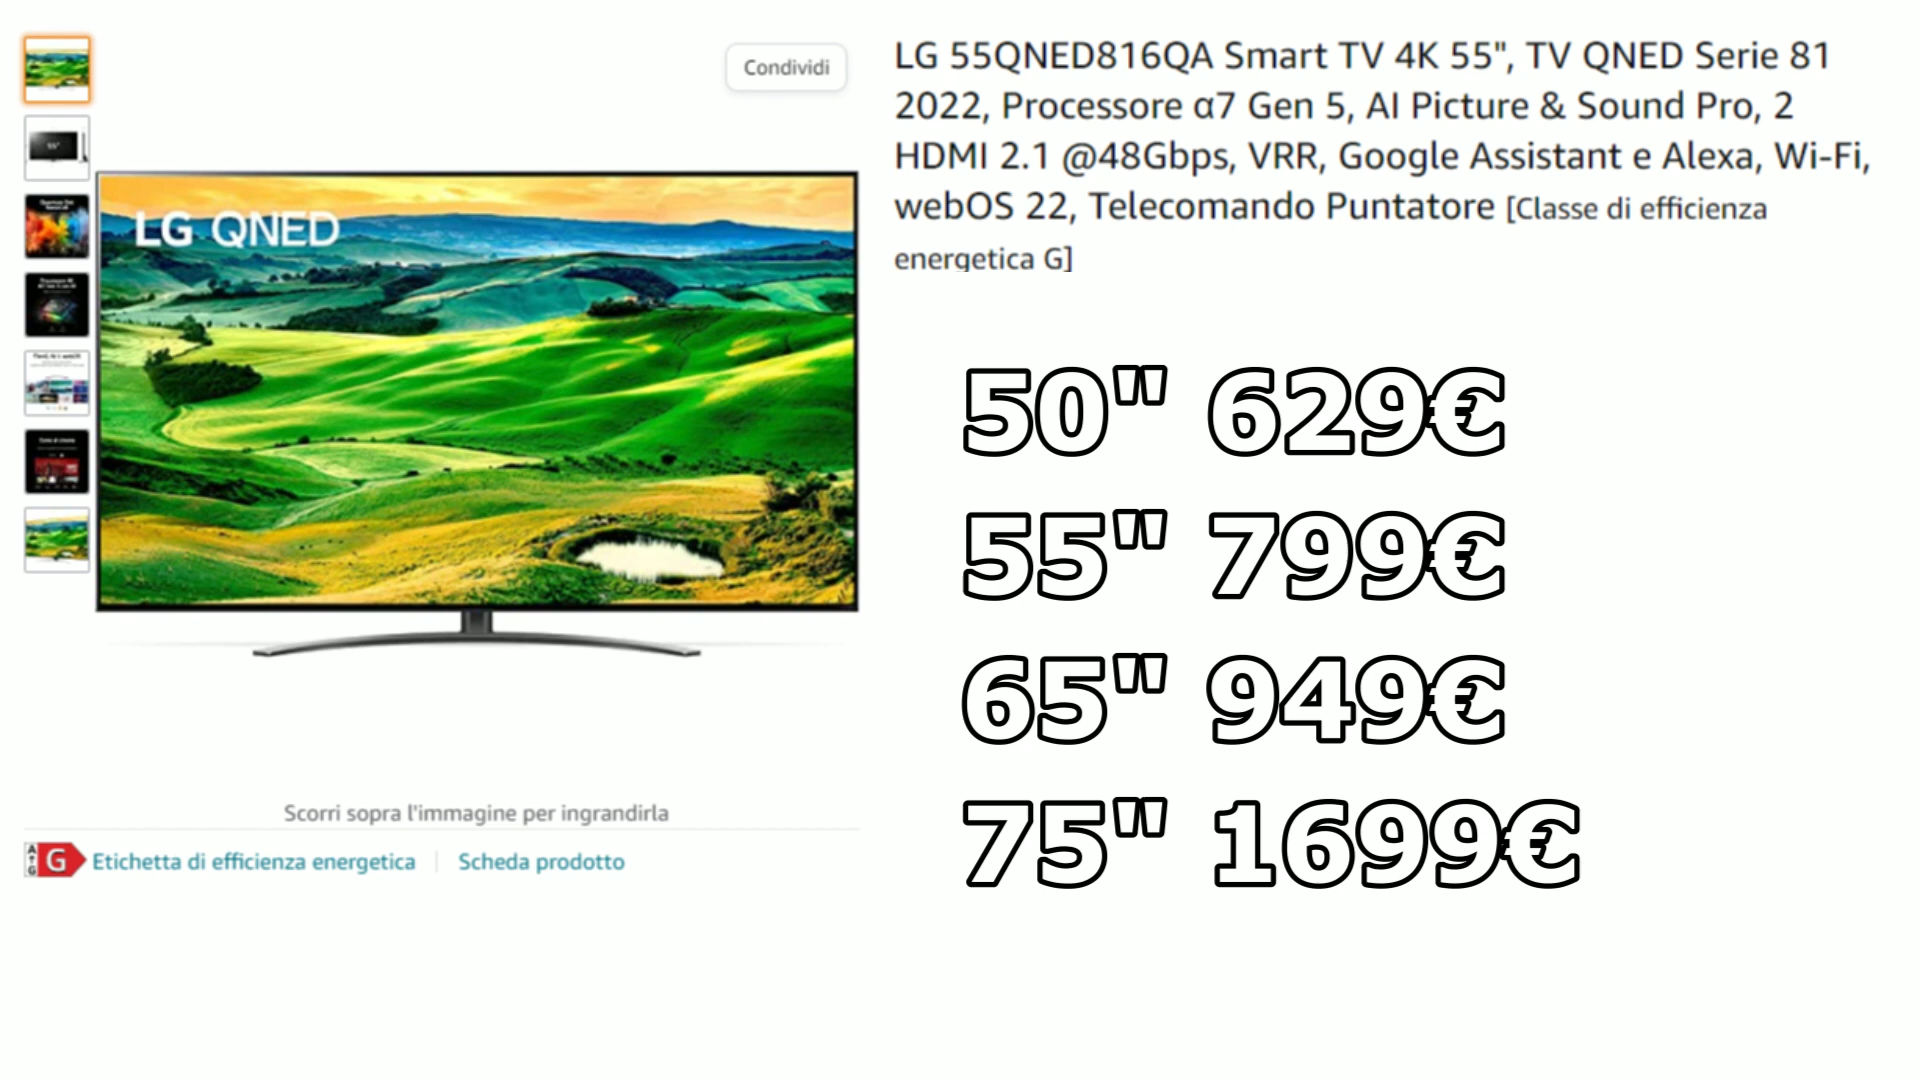 Condividi
LG QNED
55"
LG 55QNED816QA Smart TV 4K 55", TV QNED Serie 81
2022, Processore α7 Gen 5, AI Picture & Sound Pro, 2
HDMI 2.1 @48Gbps, VRR, Google Assistant e Alexa, Wi-Fi,
webOS 22, Telecomando Puntatore [Classe di efficienza
energetica G]
50" 629€
55" 799€
65" 949€
75" 1699€
Scorri sopra l'immagine per ingrandirla
A
G
G
Etichetta di efficienza energetica
Scheda prodotto